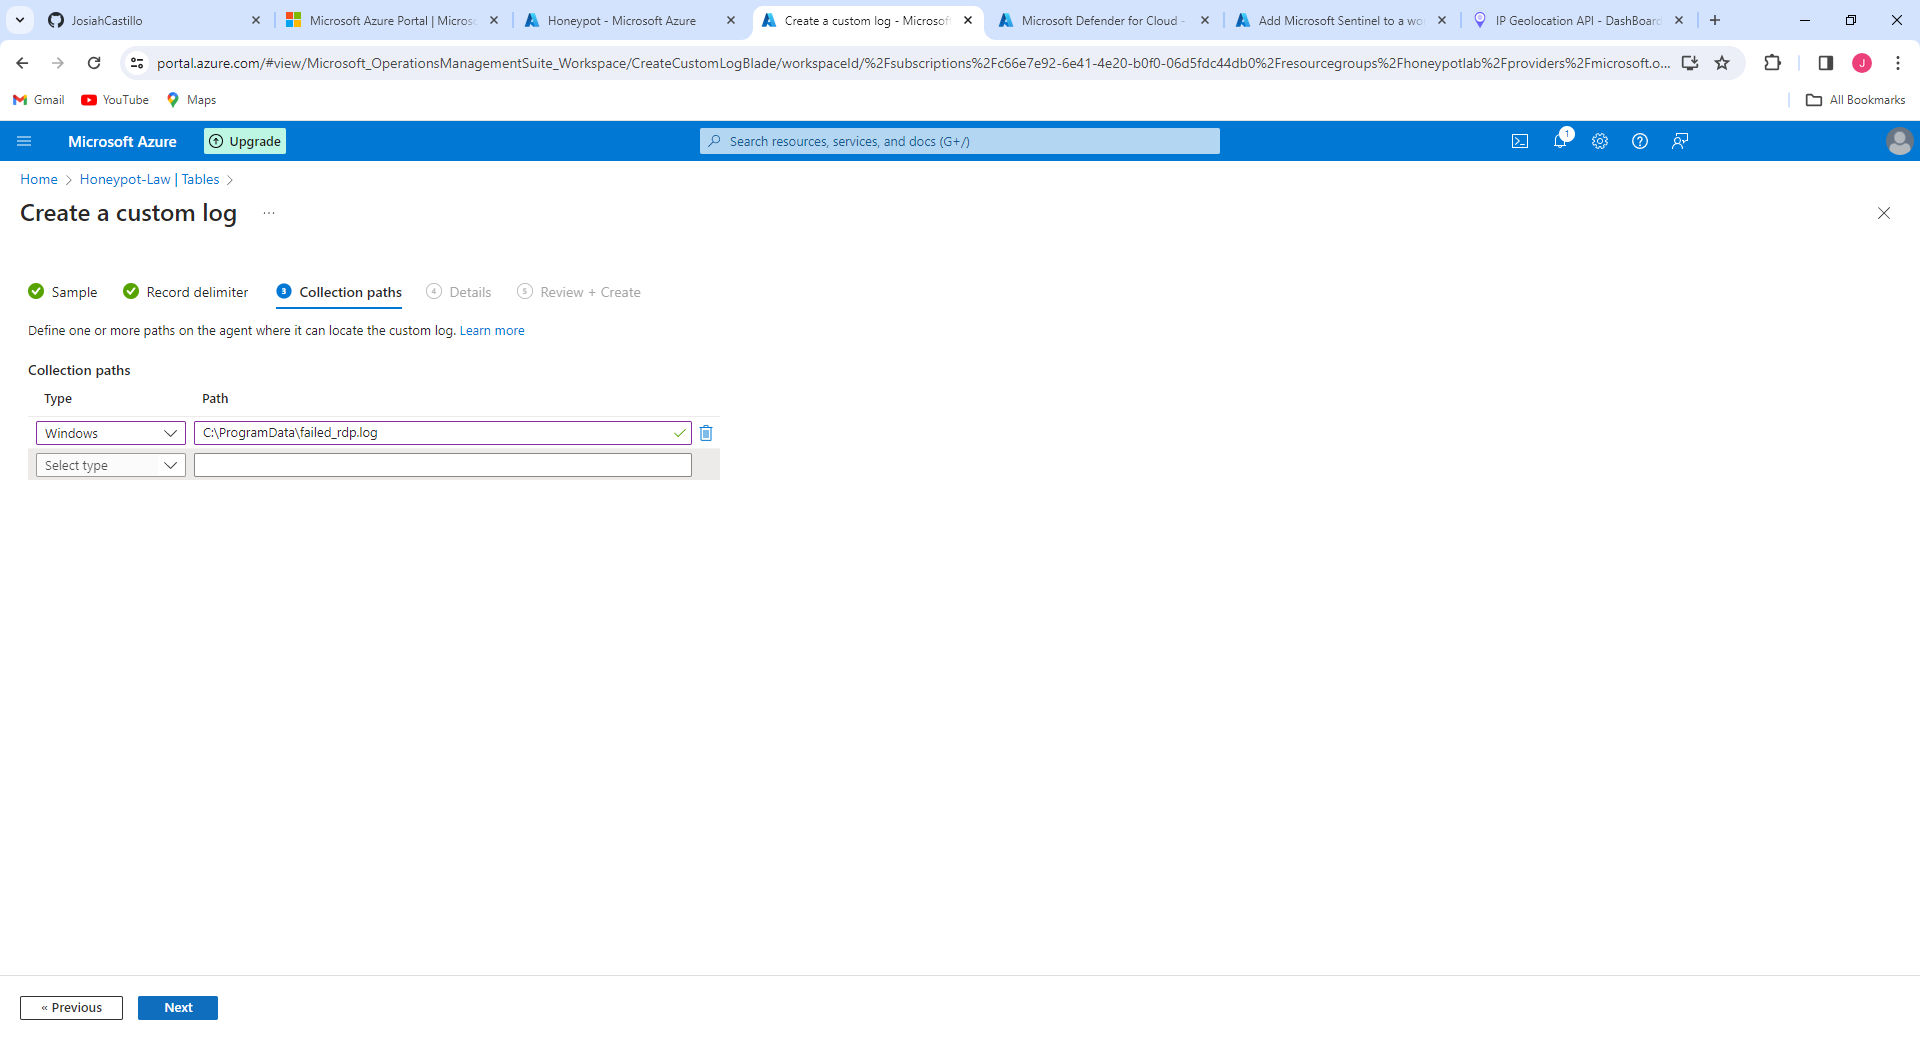 JosiahCastillo
Microsoft Azure Portal | Micros
Honeypot - Microsoft Azure
Create a custom log - Microsof
Microsoft Defender for Cloud -
Add Microsoft Sentinel to a wo
IP Geolocation API - DashBoard
portal.azure.com/#view/Microsoft_OperationsManagementSuite_Workspace/CreateCustomLogBlade/workspaceId/%2Fsubscriptions%2Fc66e7e92-6e41-4e20-b0f0-06d5fdc44db0%2Fresourcegroups%2Fhoneypotlab%2Fproviders%2Fmicrosoft.o...
J
Gmail
YouTube
Maps
All Bookmarks
Microsoft Azure
Upgrade
Search resources, services, and docs (G+/)
1
Home > Honeypot-Law | Tables >
Create a custom log ...
Sample
Record delimiter
3 Collection paths
4 Details
5 Review + Create
Define one or more paths on the agent where it can locate the custom log. Learn more
Collection paths
Type Path
Windows C:\ProgramData\failed_rdp.log
Select type
« Previous
Next